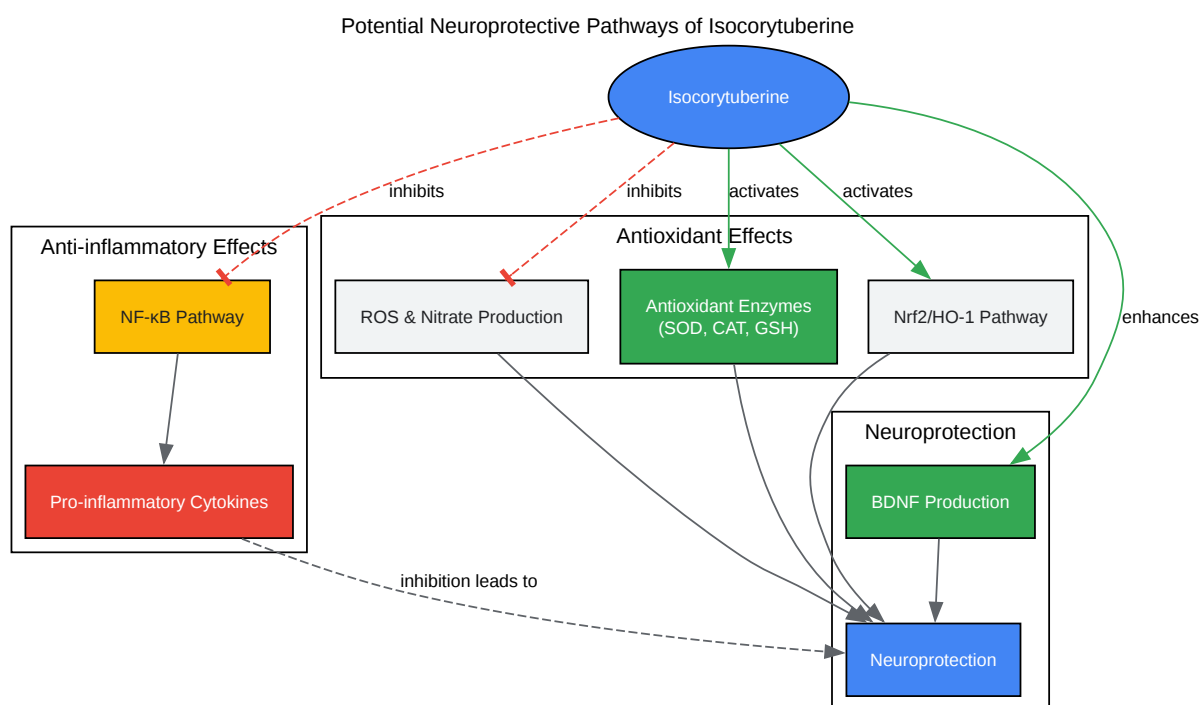 Potential Neuroprotective Pathways of Isocorytuberine
Isocorytuberine
inhibits
inhibits
activates
activates
Anti-inflammatory Effects
Antioxidant Effects
NF-κB Pathway
ROS & Nitrate Production
Antioxidant Enzymes
(SOD, CAT, GSH)
Nrf2/HO-1 Pathway
enhances
Neuroprotection
Pro-inflammatory Cytokines
BDNF Production
inhibition leads to
Neuroprotection